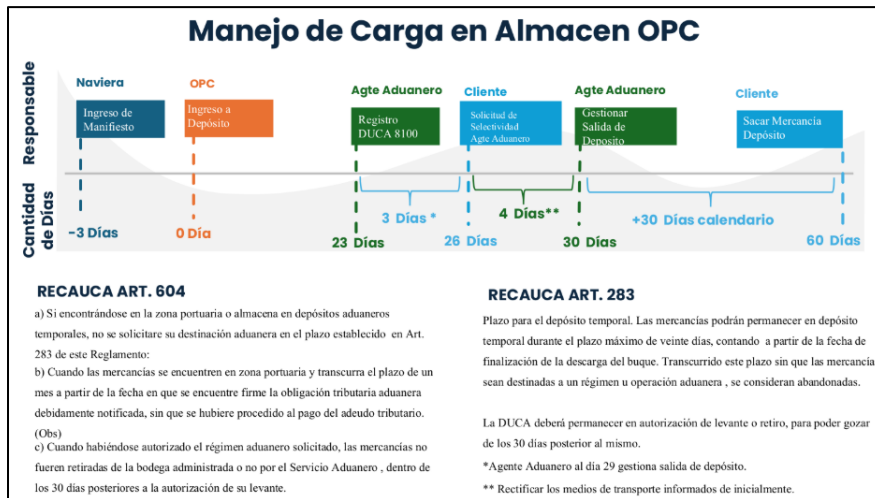 Manejo de Carga en Almacen OPC
Responsable
Cantidad
de Días
Naviera
Ingreso de
Manifiesto
OPC
Ingreso a
Depósito
Agte Aduanero
Registro
DUCA 8100
Cliente
Solicitud de
Selectividad
Agte Aduanero
Agte Aduanero
Gestionar
Salida de
Deposito
Cliente
Sacar Mercancía
Depósito
3 Días *
4 Días**
+30 Días calendario
-3 Días
0 Día
23 Días
26 Días
30 Días
60 Días
RECAUCA ART. 604
a) Si encontrándose en la zona portuaria o almacena en depósitos aduaneros
temporales, no se solicitare su destinación aduanera en el plazo establecido en Art.
283 de este Reglamento:
b) Cuando las mercancías se encuentren en zona portuaria y transcurra el plazo de un
mes a partir de la fecha en que se encuentre firme la obligación tributaria aduanera
debidamente notificada, sin que se hubiere procedido al pago del adeudo tributario.
(Obs)
c) Cuando habiéndose autorizado el régimen aduanero solicitado, las mercancías no
fueren retiradas de la bodega administrada o no por el Servicio Aduanero , dentro de
los 30 días posteriores a la autorización de su levante.
RECAUCA ART. 283
Plazo para el depósito temporal. Las mercancías podrán permanecer en depósito
temporal durante el plazo máximo de veinte días, contando a partir de la fecha de
finalización de la descarga del buque. Transcurrido este plazo sin que las mercancía
sean destinadas a un régimen u operación aduanera , se consideran abandonadas.
La DUCA deberá permanecer en autorización de levante o retiro, para poder gozar
de los 30 días posterior al mismo.
*Agente Aduanero al día 29 gestiona salida de depósito.
** Rectificar los medios de transporte informados de inicialmente.